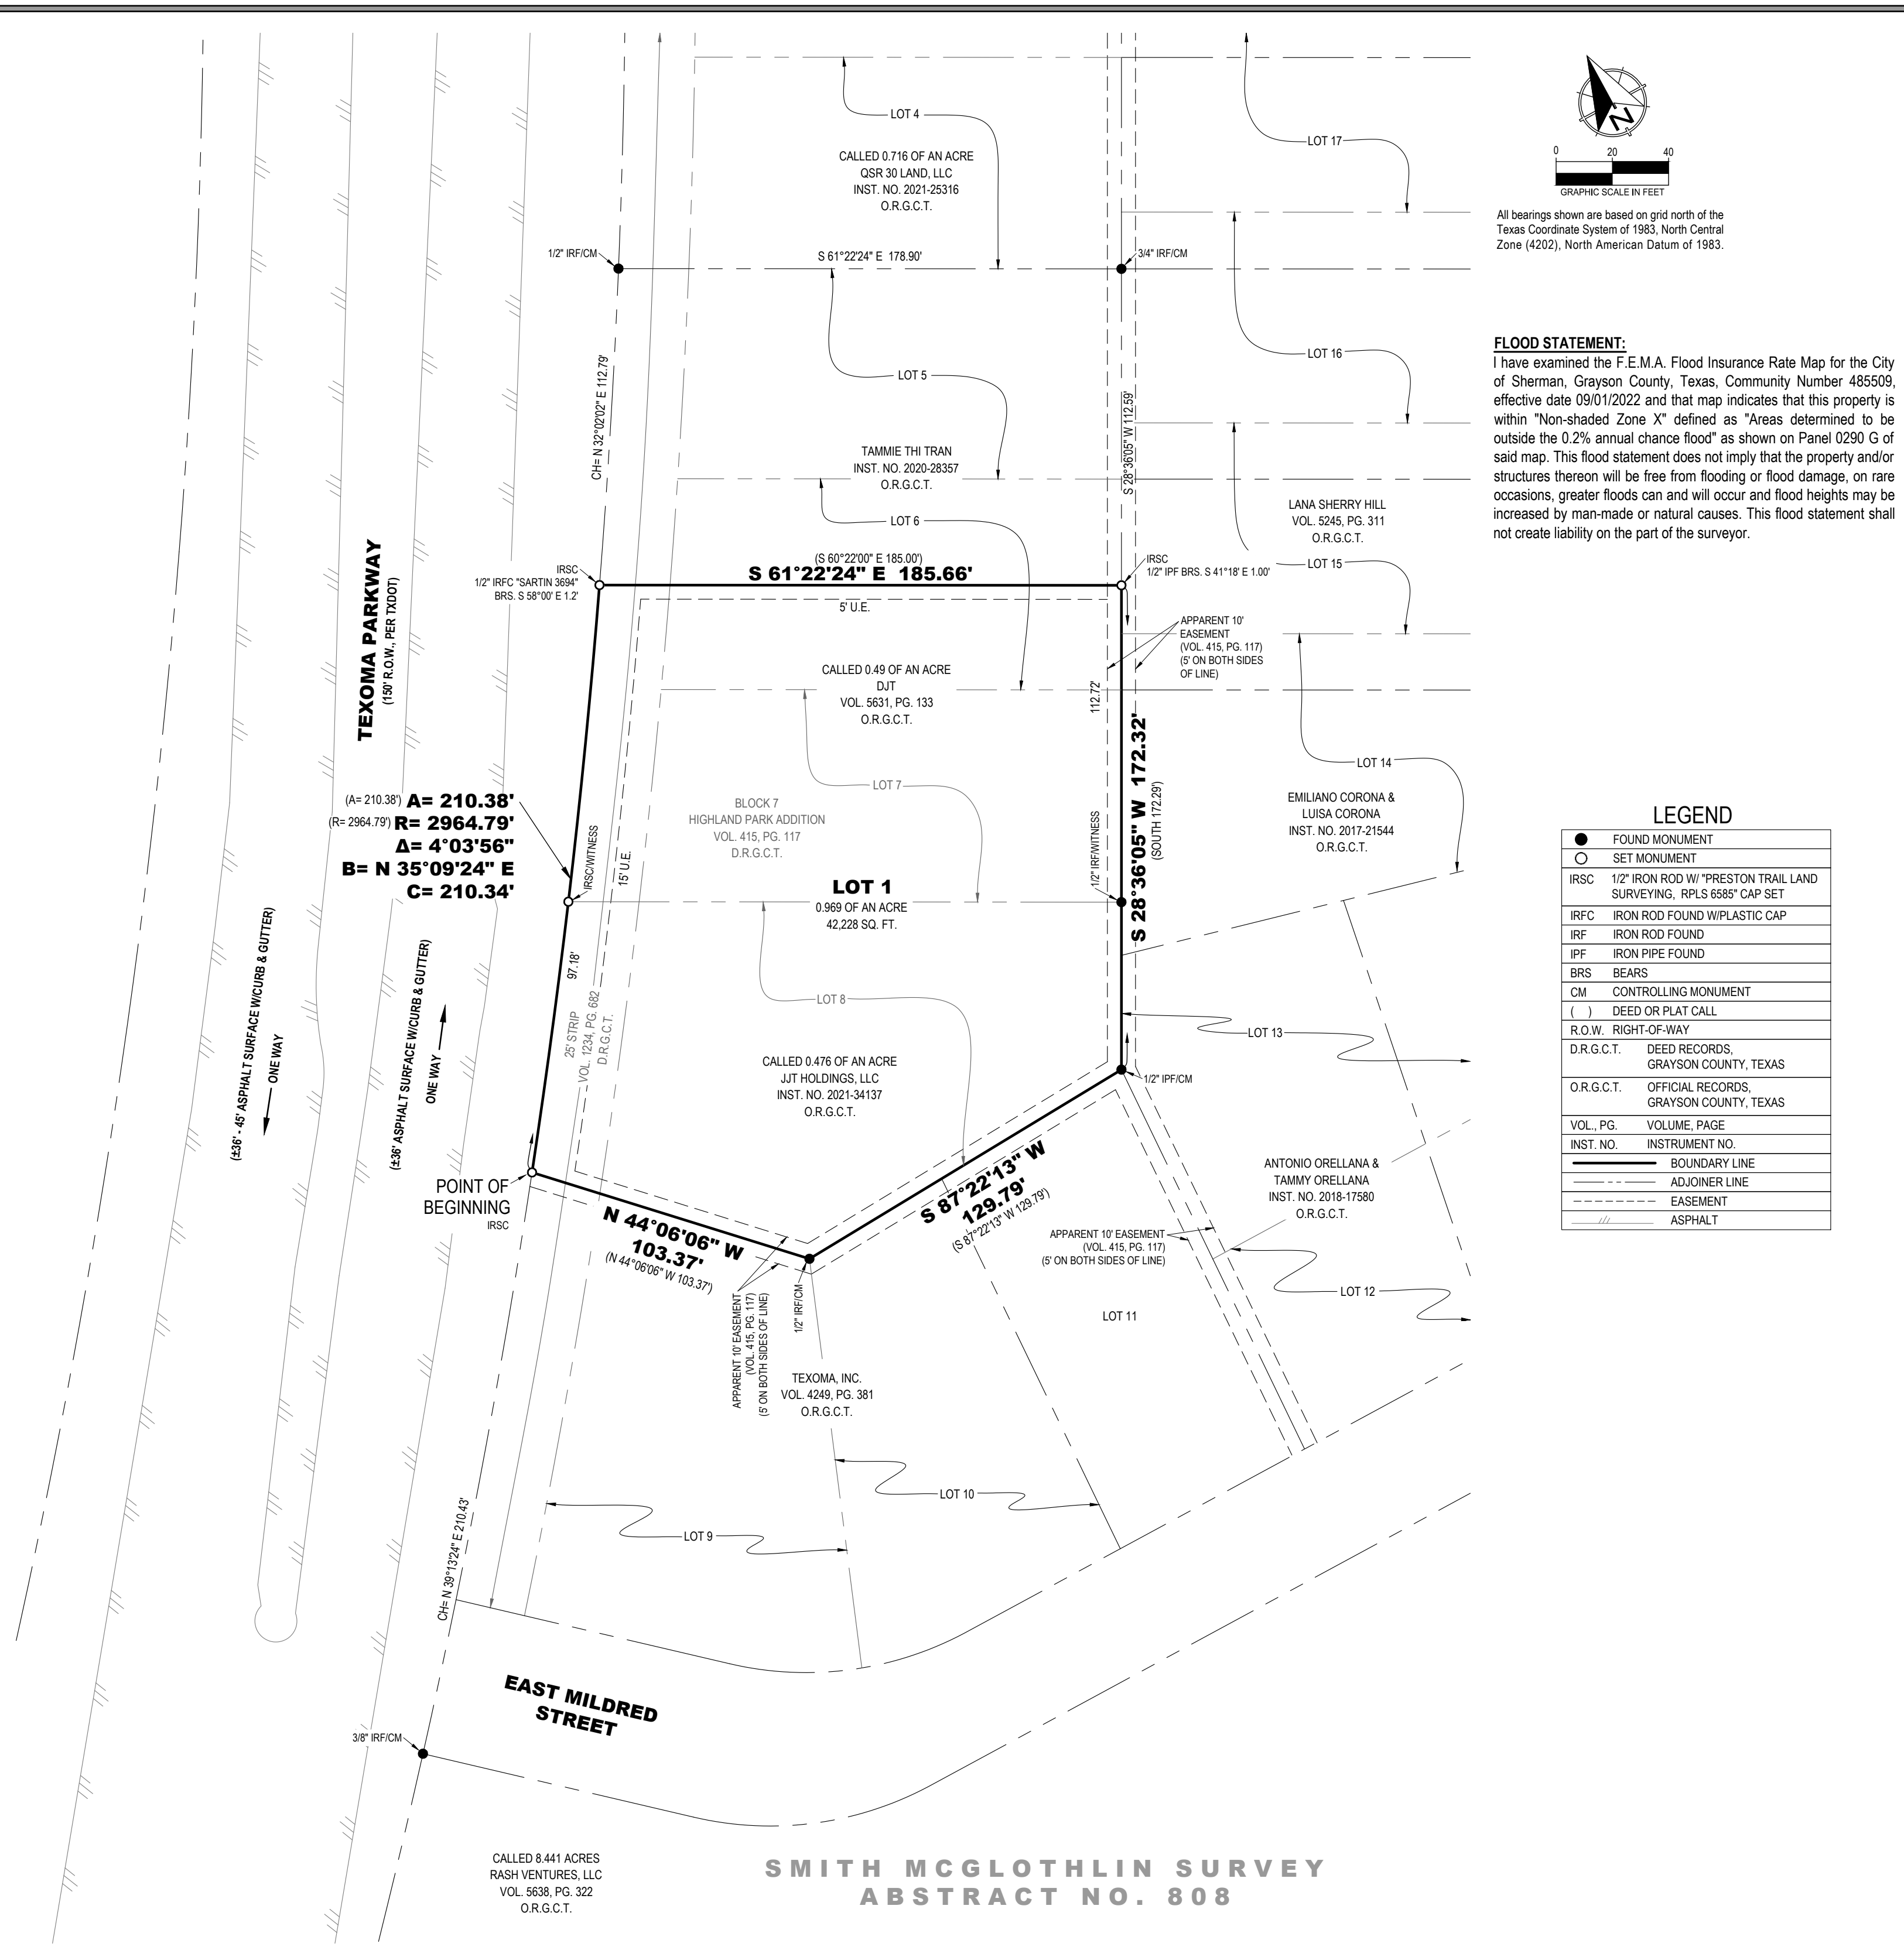 LOT 4
CALLED 0.716 OF AN ACRE
QSR 30 LAND, LLC
INST. NO. 2021-25316
O.R.G.C.T.
LOT 17
N
0 20 40
GRAPHIC SCALE IN FEET
All bearings shown are based on grid north of the
Texas Coordinate System of 1983, North Central
Zone (4202), North American Datum of 1983.
1/2" IRF/CM
S 61°22'24" E 178.90'
3/4" IRF/CM
FLOOD STATEMENT:
I have examined the F.E.M.A. Flood Insurance Rate Map for the City
of Sherman, Grayson County, Texas, Community Number 485509,
effective date 09/01/2022 and that map indicates that this property is
within "Non-shaded Zone X" defined as "Areas determined to be
outside the 0.2% annual chance flood" as shown on Panel 0290 G of
said map. This flood statement does not imply that the property and/or
structures thereon will be free from flooding or flood damage, on rare
occasions, greater floods can and will occur and flood heights may be
increased by man-made or natural causes. This flood statement shall
not create liability on the part of the surveyor.
LOT 16
LOT 5
CH= N 32°02'02" E 112.79'
S 28°36'05" W 112.59'
TAMMIE THI TRAN
INST. NO. 2020-28357
O.R.G.C.T.
LOT 6
LANA SHERRY HILL
VOL. 5245, PG. 311
O.R.G.C.T.
LOT 15
TEXOMA PARKWAY
(150' R.O.W., PER TXDOT)
IRSC
1/2" IRFC "SARTIN 3694"
BRS. S 58°00' E 1.2'
(S 60°22'00" E 185.00')
S 61°22'24" E 185.66'
5' U.E.
IRSC
1/2" IPF BRS. S 41°18' E 1.00'
APPARENT 10'
EASEMENT
(VOL. 415, PG. 117)
(5' ON BOTH SIDES
OF LINE)
CALLED 0.49 OF AN ACRE
DJT
VOL. 5631, PG. 133
O.R.G.C.T.
112.72'
S 28°36'05" W 172.32'
(SOUTH 172.29')
LOT 7
LOT 14
(A= 210.38') A= 210.38'
(R= 2964.79') R= 2964.79'
Δ= 4°03'56"
B= N 35°09'24" E
C= 210.34'
BLOCK 7
HIGHLAND PARK ADDITION
VOL. 415, PG. 117
D.R.G.C.T.
EMILIANO CORONA &
LUISA CORONA
INST. NO. 2017-21544
O.R.G.C.T.
IRSC/WITNESS
15' U.E.
1/2" IRF/WITNESS
LOT 1
0.969 OF AN ACRE
42,228 SQ. FT.
LEGEND
FOUND MONUMENT
SET MONUMENT
IRSC 1/2" IRON ROD W/ "PRESTON TRAIL LAND
SURVEYING, RPLS 6585" CAP SET
IRFC IRON ROD FOUND W/PLASTIC CAP
IRF IRON ROD FOUND
IPF IRON PIPE FOUND
BRS BEARS
CM CONTROLLING MONUMENT
( ) DEED OR PLAT CALL
R.O.W. RIGHT-OF-WAY
D.R.G.C.T. DEED RECORDS,
GRAYSON COUNTY, TEXAS
O.R.G.C.T. OFFICIAL RECORDS,
GRAYSON COUNTY, TEXAS
VOL., PG. VOLUME, PAGE
INST. NO. INSTRUMENT NO.
BOUNDARY LINE
ADJOINER LINE
EASEMENT
ASPHALT
(±36' - 45' ASPHALT SURFACE W/CURB & GUTTER)
ONE WAY
(±36' ASPHALT SURFACE W/CURB & GUTTER)
ONE WAY
97.18'
25' STRIP
VOL. 1234, PG. 682
D.R.G.C.T.
LOT 8
LOT 13
CALLED 0.476 OF AN ACRE
JJT HOLDINGS, LLC
INST. NO. 2021-34137
O.R.G.C.T.
1/2" IPF/CM
POINT OF
BEGINNING
IRSC
N 44°06'06" W
103.37'
(N 44°06'06" W 103.37')
S 87°22'13" W
129.79'
(S 87°22'13" W 129.79')
ANTONIO ORELLANA &
TAMMY ORELLANA
INST. NO. 2018-17580
O.R.G.C.T.
APPARENT 10' EASEMENT
(VOL. 415, PG. 117)
(5' ON BOTH SIDES OF LINE)
APPARENT 10' EASEMENT
(VOL. 415, PG. 117)
(5' ON BOTH SIDES OF LINE)
1/2" IRF/CM
LOT 12
LOT 11
TEXOMA, INC.
VOL. 4249, PG. 381
O.R.G.C.T.
LOT 10
LOT 9
CH= N 39°13'24" E 210.43'
EAST MILDRED
STREET
3/8" IRF/CM
CALLED 8.441 ACRES
RASH VENTURES, LLC
VOL. 5638, PG. 322
O.R.G.C.T.
SMITH MCGLOTHLIN SURVEY
ABSTRACT NO. 808